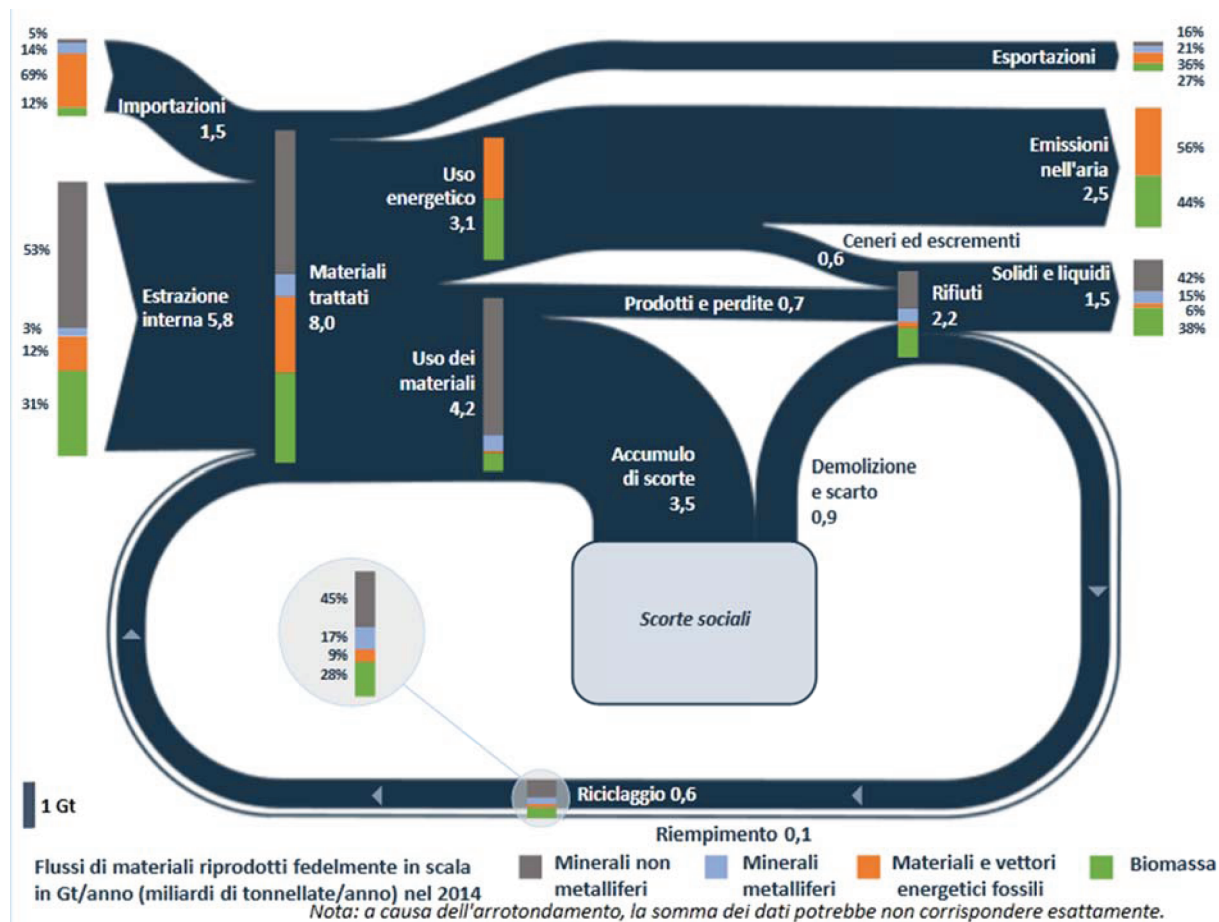 5%
14%
69%
12%
Importazioni
1,5
53%
3%
12%
31%
Estrazione
interna 5,8
Materiali
trattati
8,0
Uso
energetico
3,1
Uso dei
materiali
4,2
Esportazioni
16%
21%
36%
27%
Emissioni
nell'aria
2,5
56%
44%
Ceneri ed escrementi
0,6
Prodotti e perdite 0,7
Rifiuti
2,2
Solidi e liquidi
1,5
42%
15%
6%
38%
Accumulo
di scorte
3,5
Demolizione
e scarto
0,9
Scorte sociali
45%
17%
9%
28%
Riciclaggio 0,6
Riempimento 0,1
1 Gt
Flussi di materiali riprodotti fedelmente in scala
in Gt/anno (miliardi di tonnellate/anno) nel 2014
Minerali non
metalliferi
Minerali
metalliferi
Materiali e vettori
energetici fossili
Biomassa
Nota: a causa dell'arrotondamento, la somma dei dati potrebbe non corrispondere esattamente.